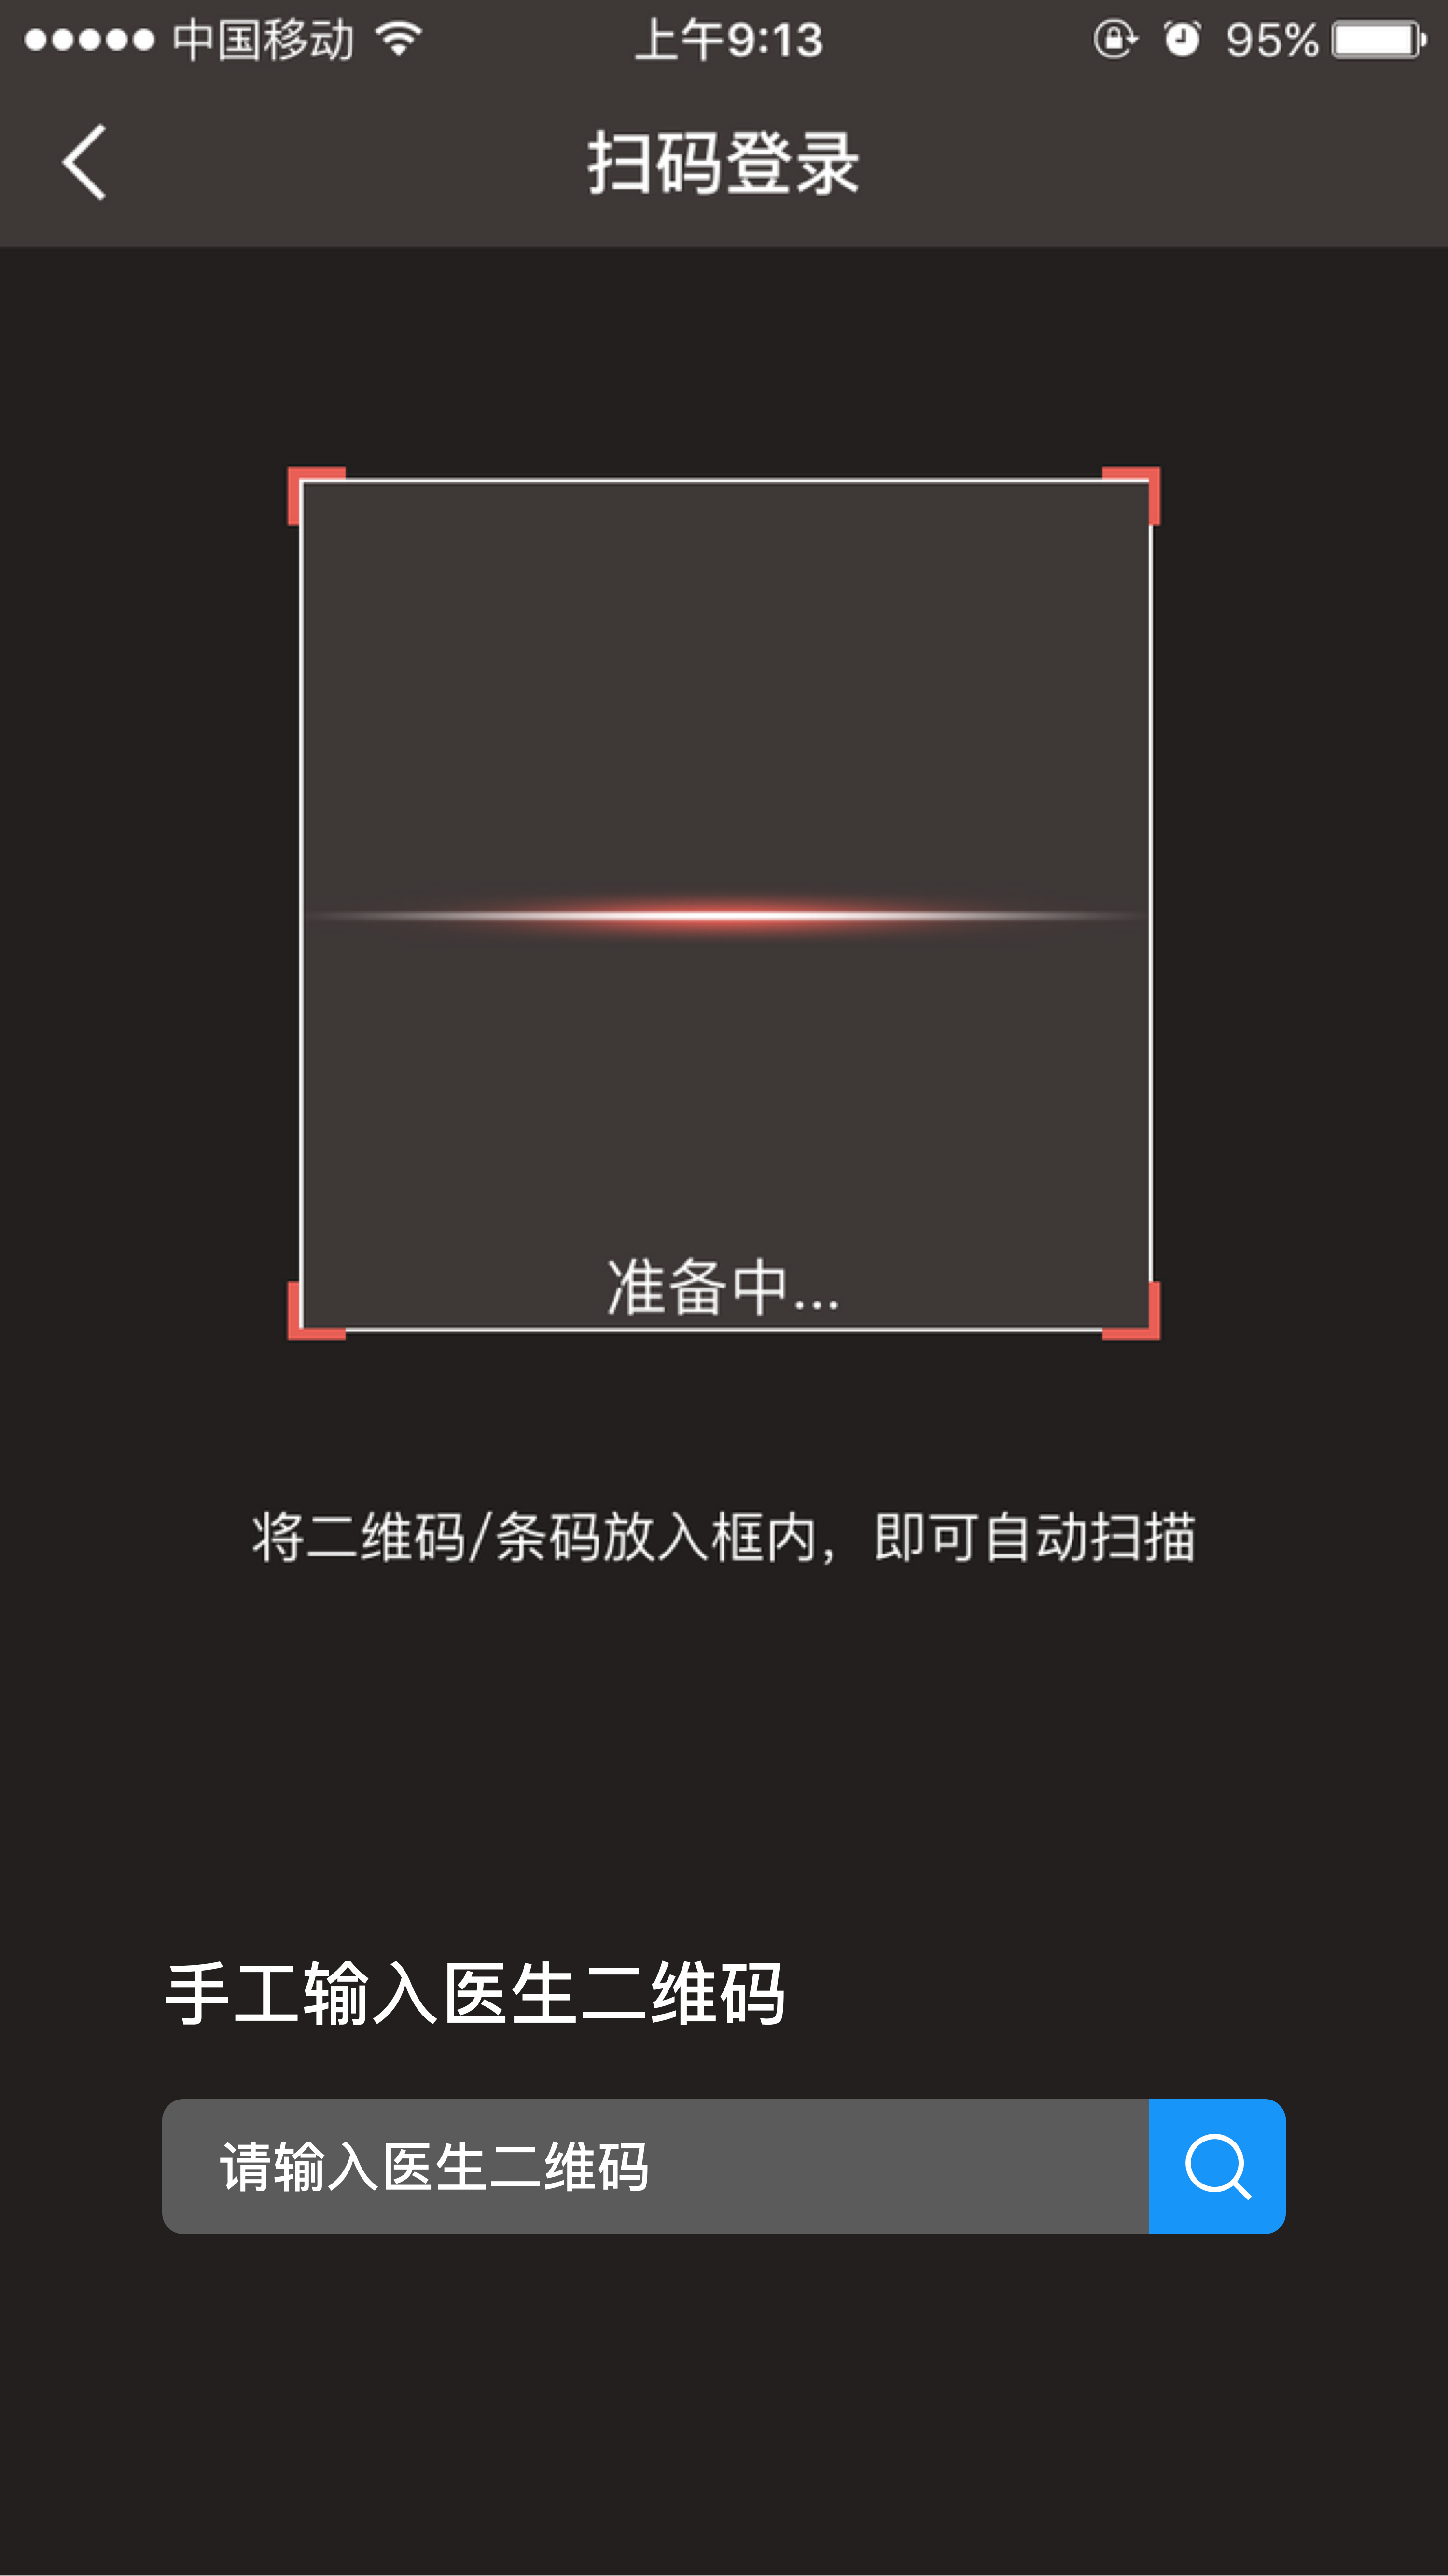 中国移动 上午9:13 95%
扫码登录
准备中...
将二维码/条码放入框内，即可自动扫描
手工输入医生二维码
请输入医生二维码